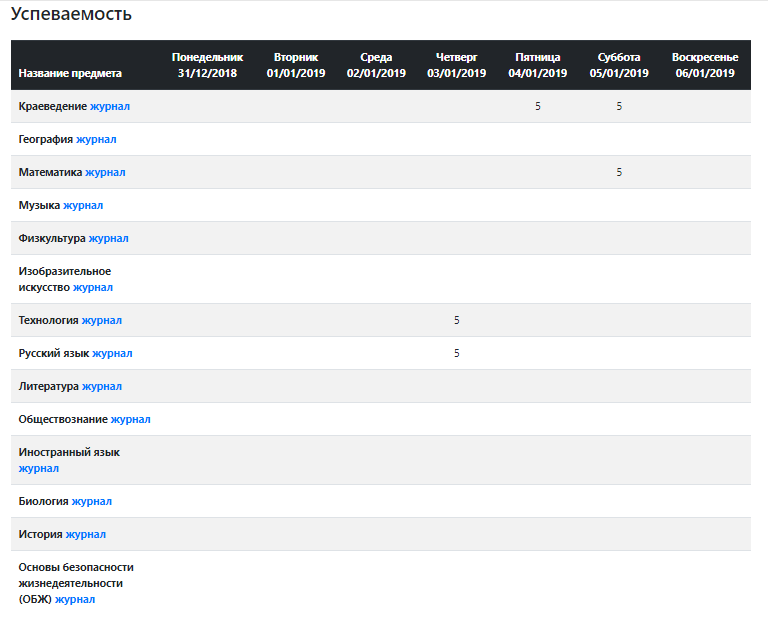 Успеваемость
Название предмета Понедельник 31/12/2018 Вторник 01/01/2019 Среда 02/01/2019 Четверг 03/01/2019 Пятница 04/01/2019 Суббота 05/01/2019 Воскресенье 06/01/2019
Краеведение журнал 5 5
География журнал
Математика журнал 5
Музыка журнал
Физкультура журнал
Изобразительное
искусство журнал
Технология журнал 5
Русский язык журнал 5
Литература журнал
Обществознание журнал
Иностранный язык
журнал
Биология журнал
История журнал
Основы безопасности
жизнедеятельности
(ОБЖ) журнал